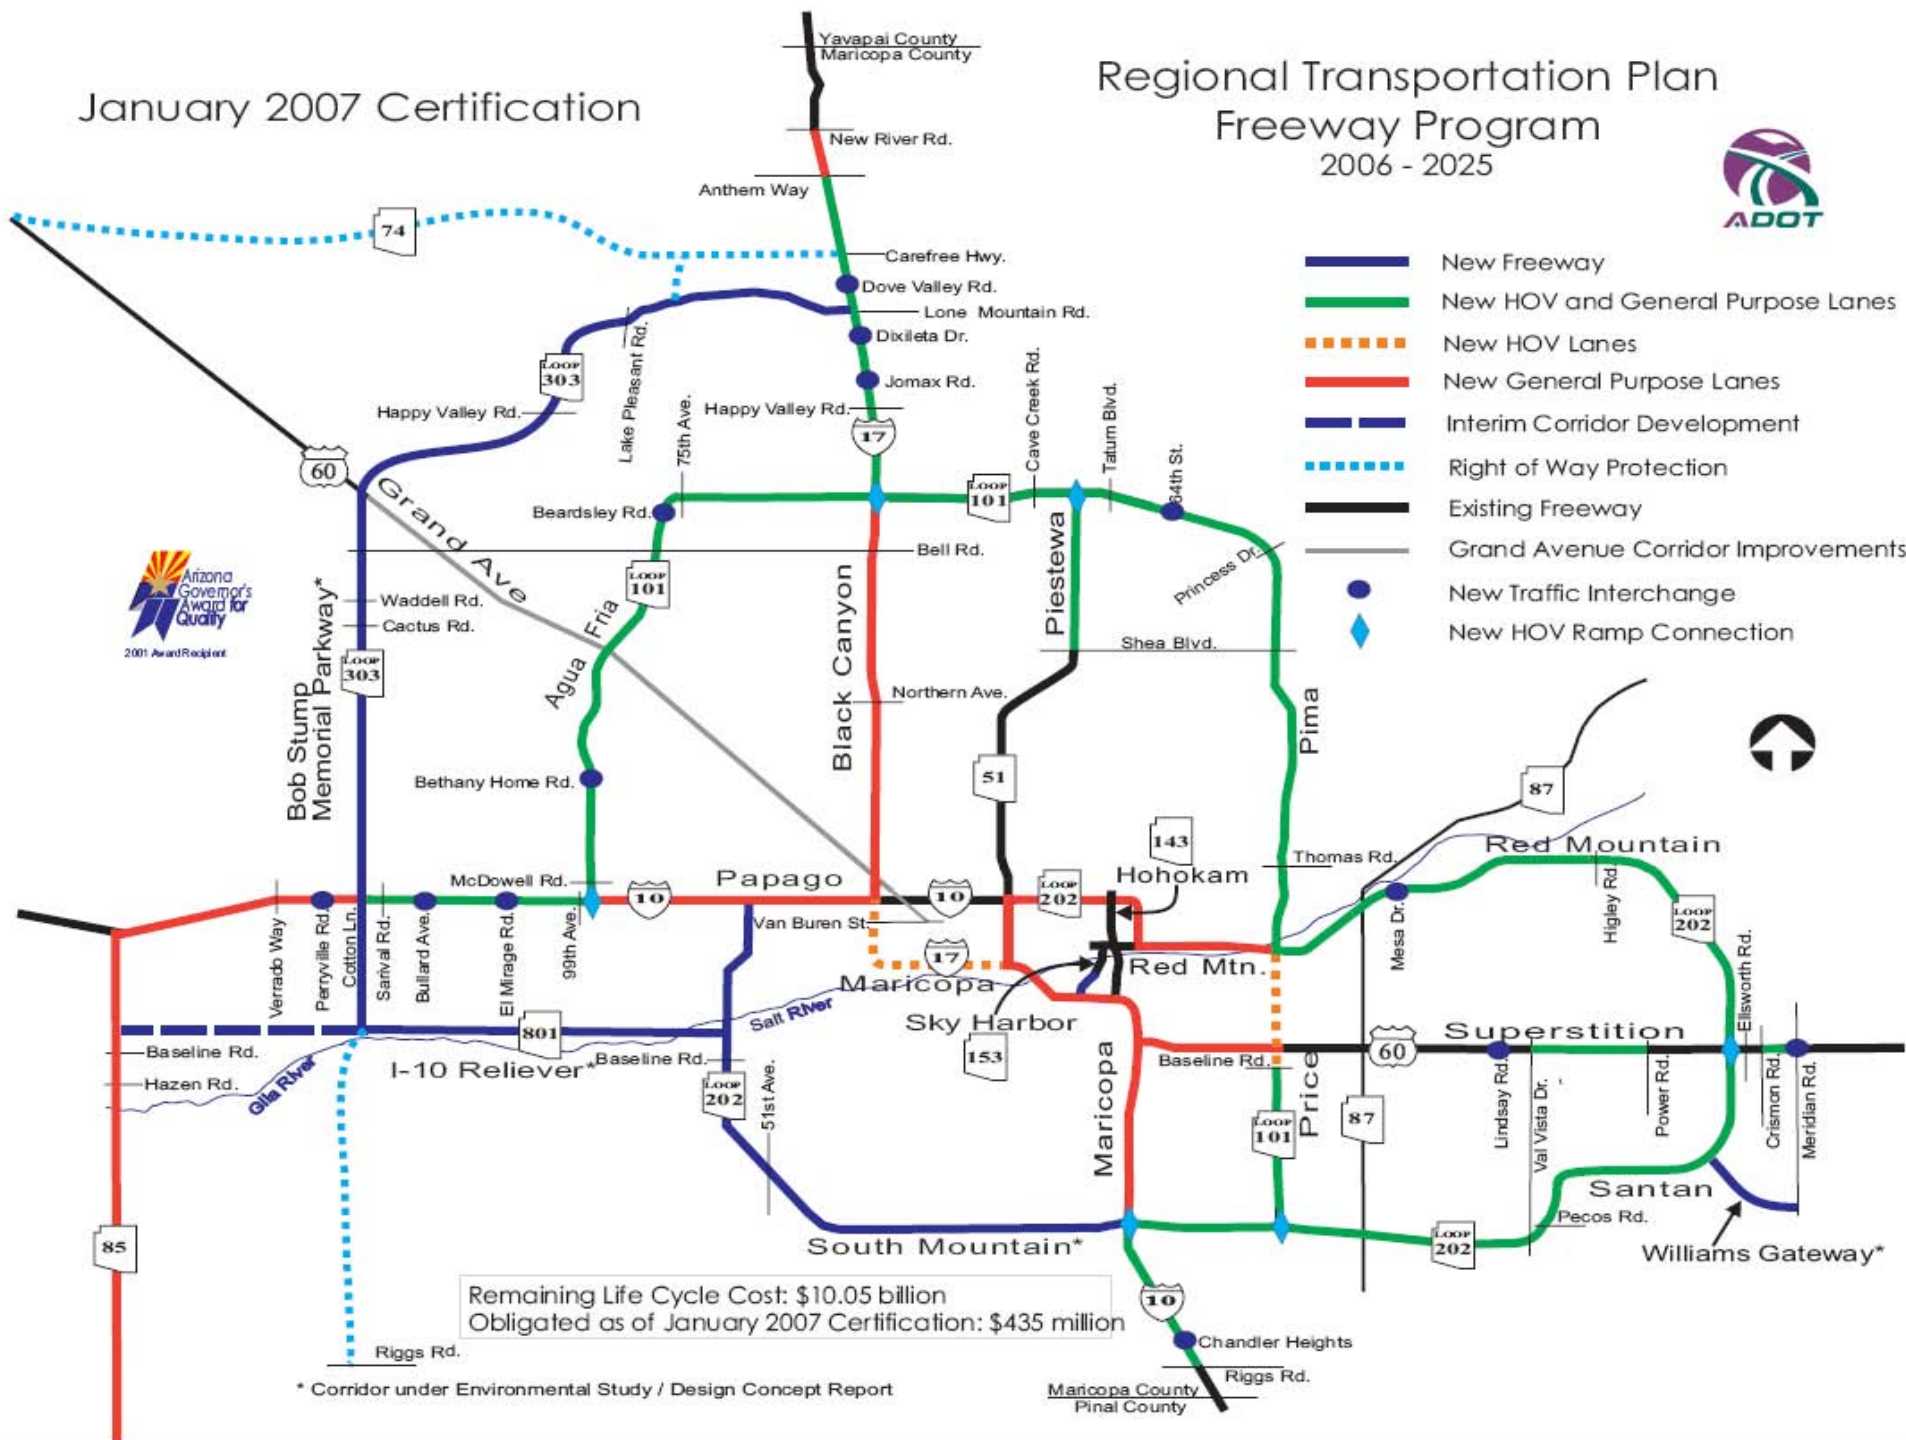 January 2007 Certification
Regional Transportation Plan
Freeway Program
2006 - 2025
ADOT
Yavapai County
Maricopa County
New River Rd.
Anthem Way
74
Carefree Hwy.
Dove Valley Rd.
Lone Mountain Rd.
Dixileta Dr.
Jomax Rd.
Happy Valley Rd.
17
Lake Pleasant Rd.
LOOP
303
Happy Valley Rd.
60
Grand Ave
75th Ave.
Beardsley Rd.
LOOP
101
Cave Creek Rd.
Tatum Blvd.
64th St.
Bell Rd.
Princess Dr.
New Freeway
New HOV and General Purpose Lanes
New HOV Lanes
New General Purpose Lanes
Interim Corridor Development
Right of Way Protection
Existing Freeway
Grand Avenue Corridor Improvements
New Traffic Interchange
New HOV Ramp Connection
Arizona
Governor's
Award for
Quality
2001 Award Recipient
Waddell Rd.
Cactus Rd.
LOOP
303
Bob Stump
Memorial Parkway*
LOOP
101
Agua Fria
Black Canyon
Piestewa
Shea Blvd.
Northern Ave.
Pima
51
Bethany Home Rd.
87
143
Hohokam
Thomas Rd.
Red Mountain
McDowell Rd.
10
Papago
10
LOOP
202
Van Buren St.
17
Maricopa
Red Mtn.
Sky Harbor
153
Salt River
Verrado Way
Perryville Rd.
Cotton Ln.
Sarival Rd.
Bullard Ave.
El Mirage Rd.
99th Ave.
Mesa Dr.
Higley Rd.
LOOP
202
Ellsworth Rd.
801
I-10 Reliever*
Baseline Rd.
Hazen Rd.
Gila River
Baseline Rd.
LOOP
202
51st Ave.
Maricopa
Baseline Rd.
Price
60
Superstition
LOOP
101
87
Lindsay Rd.
Val Vista Dr.
Power Rd.
Crismon Rd.
Meridian Rd.
Santan
Pecos Rd.
LOOP
202
Williams Gateway*
85
South Mountain*
Remaining Life Cycle Cost: $10.05 billion
Obligated as of January 2007 Certification: $435 million
10
Chandler Heights
Riggs Rd.
Riggs Rd.
* Corridor under Environmental Study / Design Concept Report
Maricopa County
Pinal County